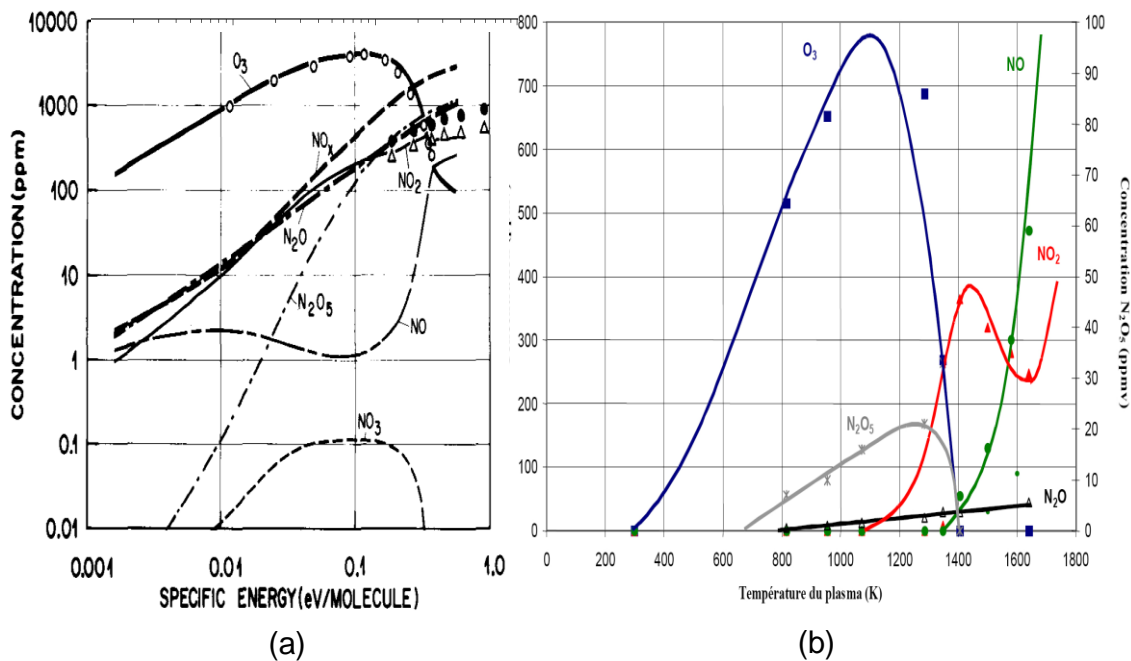 10000
1000
100
10
1
0.1
0.01
CONCENTRATION (ppm)
0.001
0.01
0.1
1.0
SPECIFIC ENERGY (eV/MOLECULE)
O3
NOX
NO2
N2O
N2O5
NO
NO3
(a)
800
700
600
500
400
300
200
100
0
0
200
400
600
800
1000
1200
1400
1600
1800
Température du plasma (K)
100
90
80
70
60
50
40
30
20
10
0
Concentration N2O5 (ppmv)
O3
NO
NO2
N2O5
N2O
(b)